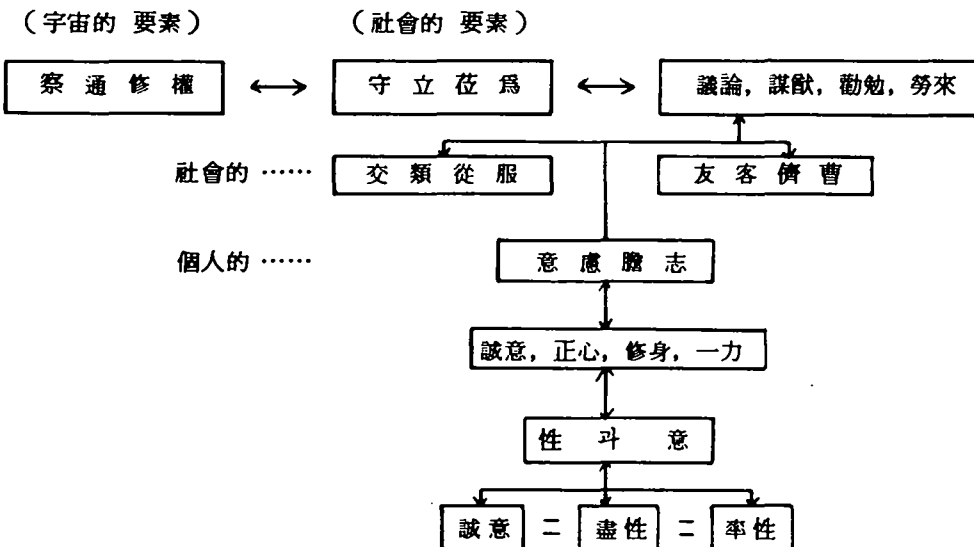 (宇宙的 要素) (社會的 要素)
察通修權 ↔ 守立莅爲 ↔ 議論, 謀猷, 勸勉, 勞來
社會的 …… 交類從服 友客儕曹
個人的 …… 意慮膽志
誠意, 正心, 修身, 一力
性과 意
誠意 = 盡性 = 率性